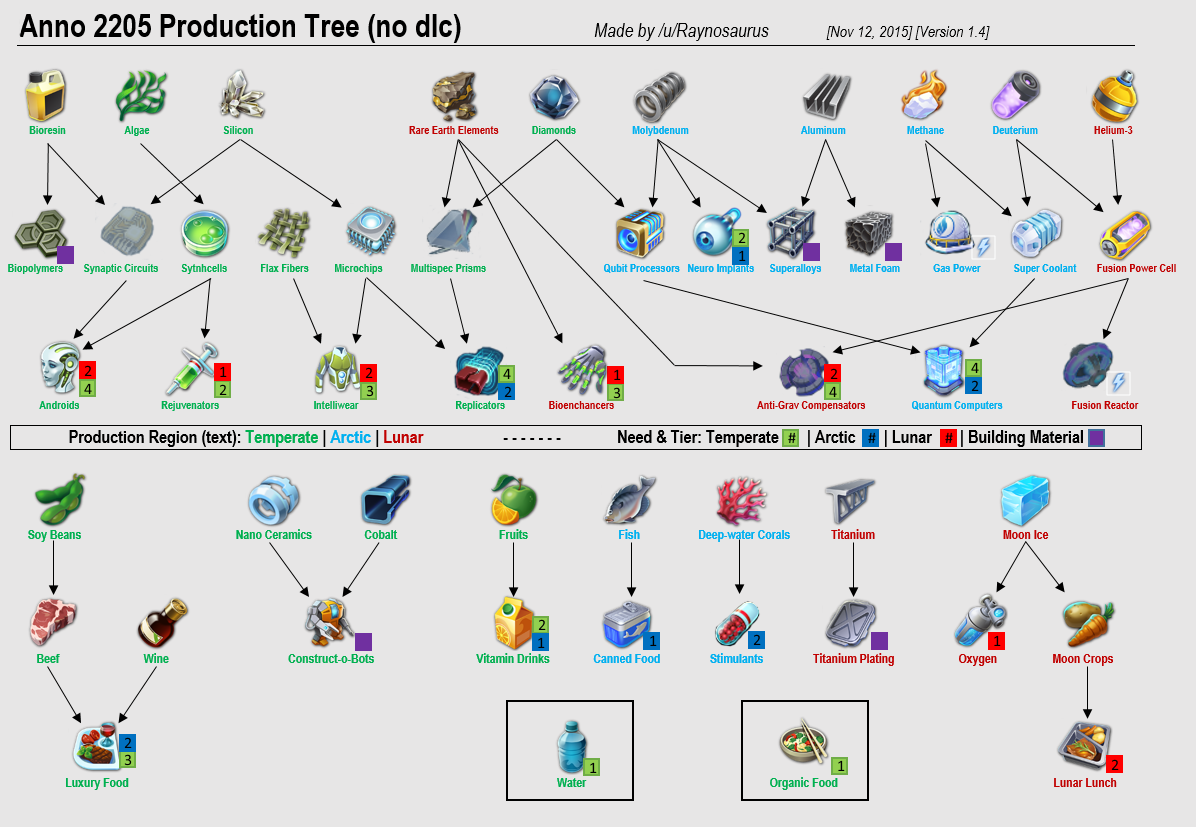 Anno 2205 Production Tree (no dlc)
Made by /u/Raynosaurus
[Nov 12, 2015] [Version 1.4]
Bioresin
Algae
Silicon
Rare Earth Elements
Diamonds
Molybdenum
Aluminum
Methane
Deuterium
Helium-3
Biopolymers
Synaptic Circuits
Sytnhcells
Flax Fibers
Microchips
Multispec Prisms
Qubit Processors
2
1
Neuro Implants
Superalloys
Metal Foam
Gas Power
Super Coolant
Fusion Power Cell
2
4
Androids
1
2
Rejuvenators
2
3
Intelliwear
4
2
Replicators
1
3
Bioenchancers
2
4
Anti-Grav Compensators
4
2
Quantum Computers
Fusion Reactor
Production Region (text): Temperate | Arctic | Lunar
- - - - - - -
Need & Tier: Temperate # | Arctic # | Lunar # | Building Material
Soy Beans
Nano Ceramics
Cobalt
Fruits
Fish
Deep-water Corals
Titanium
Moon Ice
Beef
Wine
Construct-o-Bots
2
1
Vitamin Drinks
1
Canned Food
2
Stimulants
Titanium Plating
1
Oxygen
Moon Crops
2
3
Luxury Food
1
Water
1
Organic Food
2
Lunar Lunch